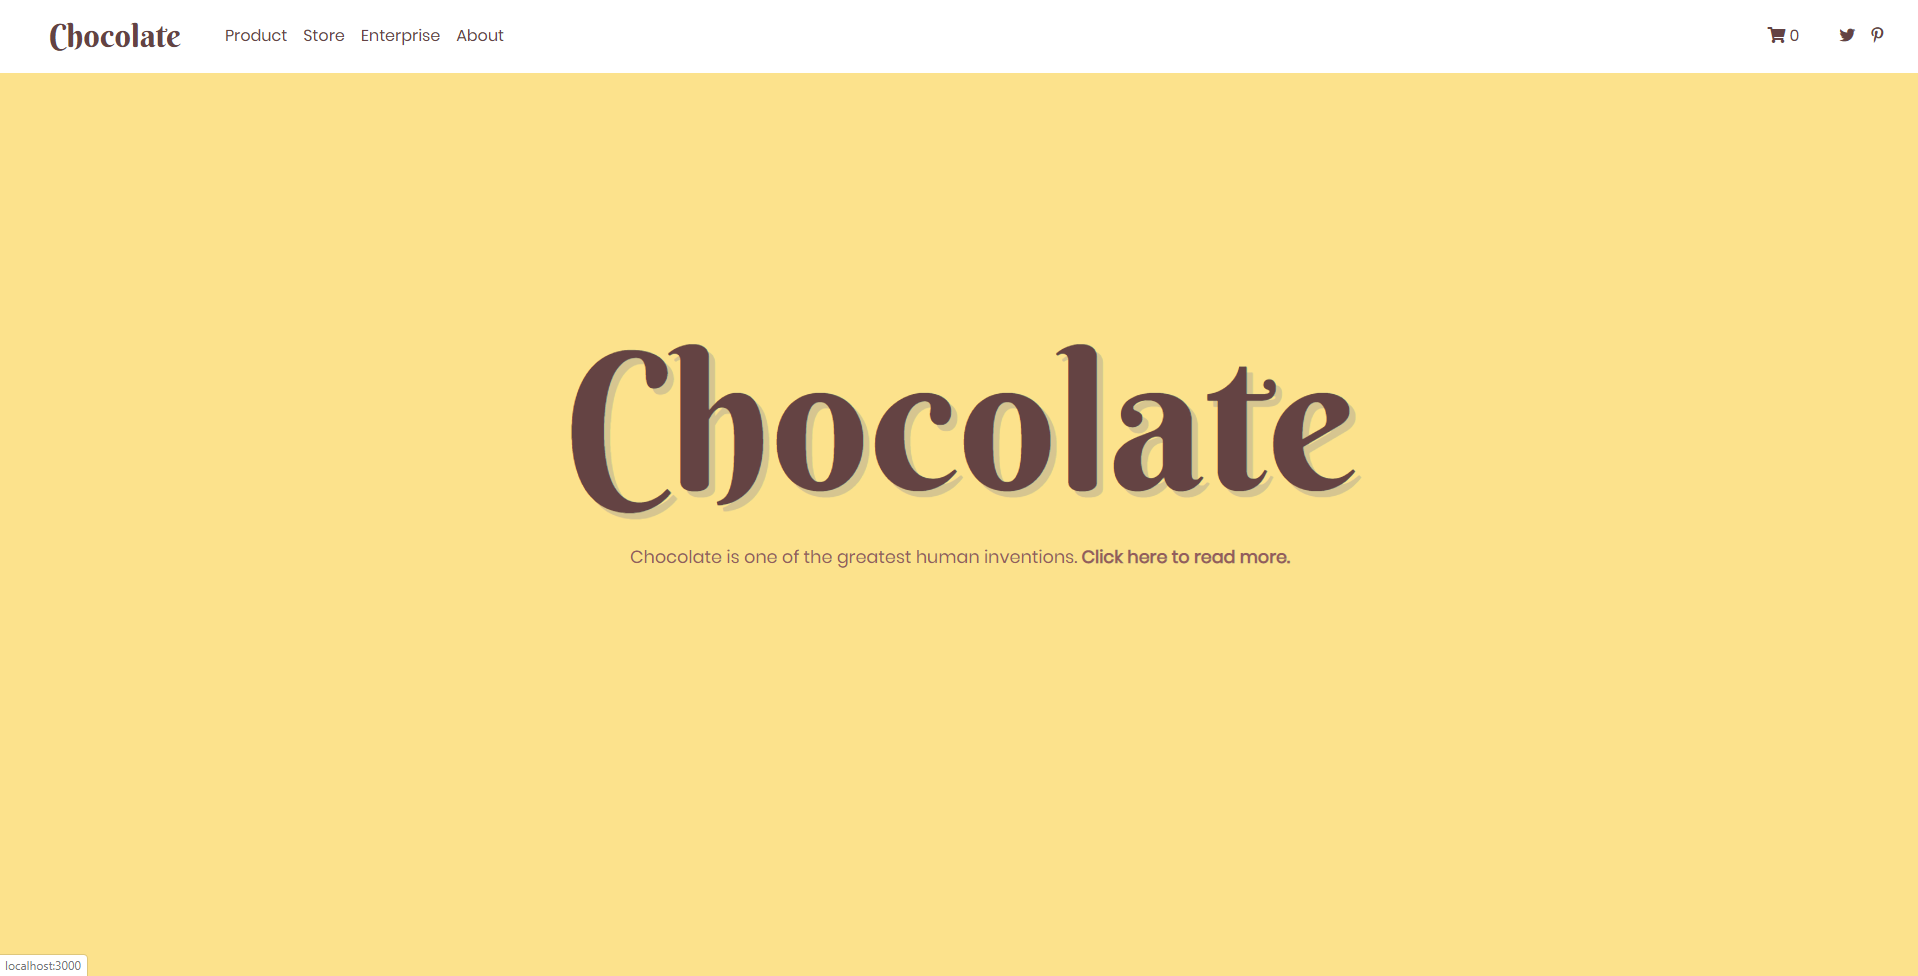 Chocolate Product Store Enterprise About 0
Chocolate
Chocolate is one of the greatest human inventions. Click here to read more.
localhost:3000